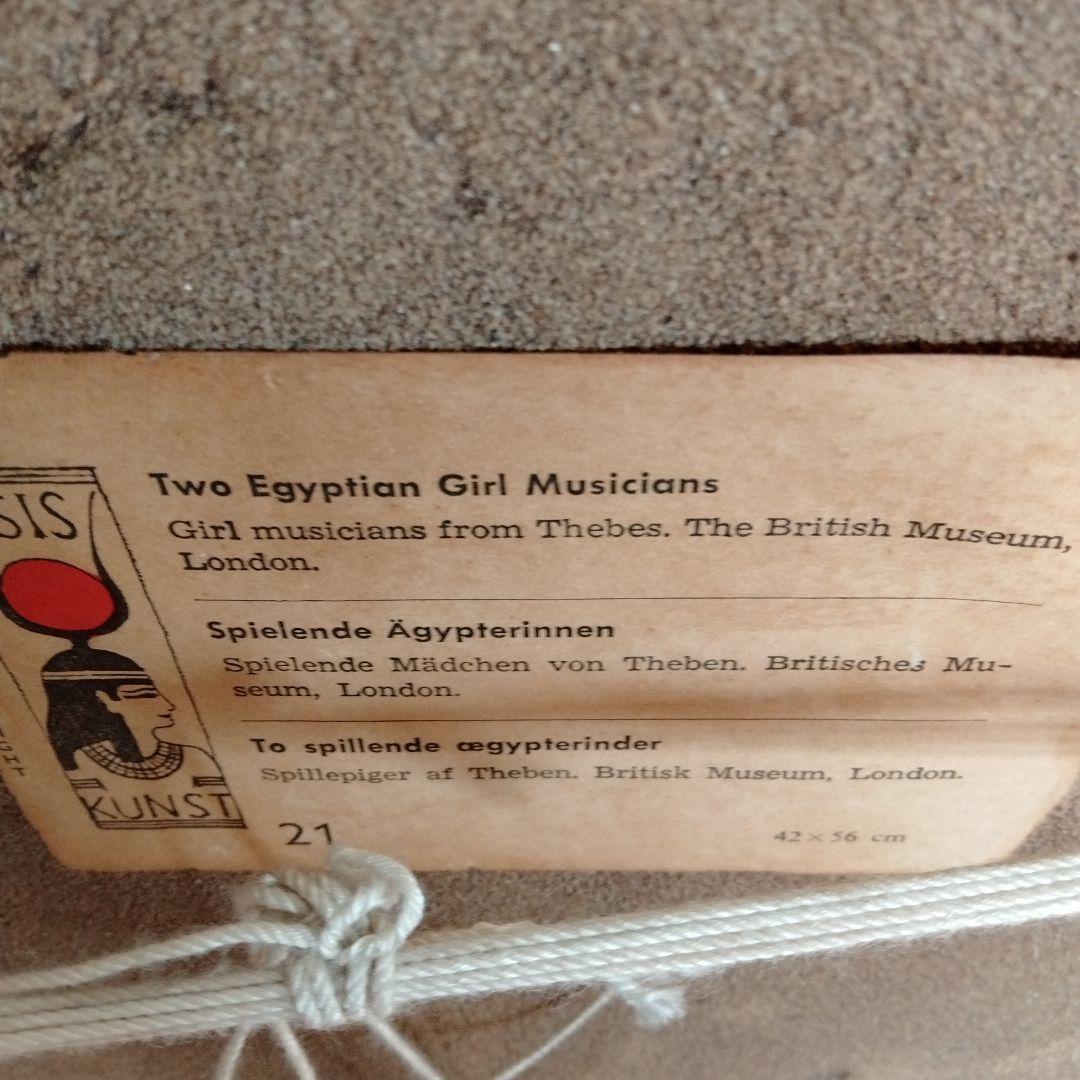 SIS
KUNST
Two Egyptian Girl Musicians
Girl musicians from Thebes. The British Museum,
London.
Spielende Ägypterinnen
Spielende Mädchen von Theben. Britisches Mu-
seum, London.
To spillende ægypterinder
Spillepiger af Theben. Britisk Museum, London.
21
42 × 56 cm